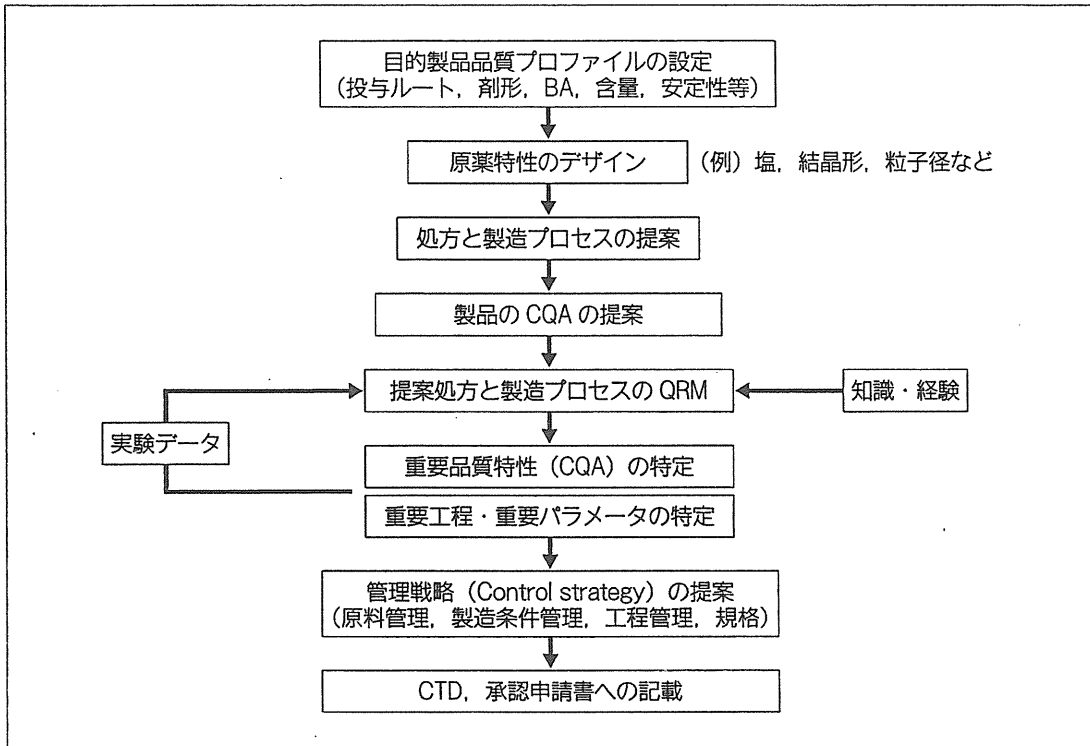 目的製品品質プロファイルの設定
(投与ルート，剤形，BA，含量，安定性等)
原薬特性のデザイン
(例) 塩，結晶形，粒子径など
処方と製造プロセスの提案
製品の CQA の提案
提案処方と製造プロセスの QRM
知識・経験
実験データ
重要品質特性 (CQA) の特定
重要工程・重要パラメータの特定
管理戦略 (Control strategy) の提案
(原料管理，製造条件管理，工程管理，規格)
CTD，承認申請書への記載